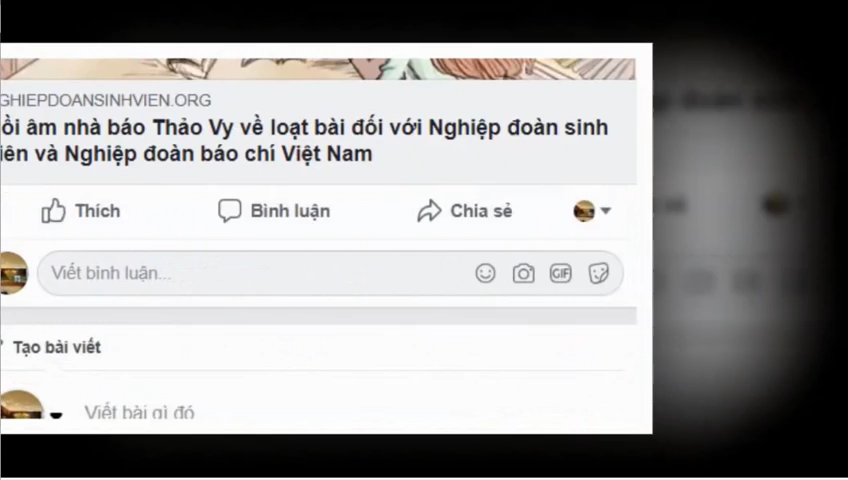 GHIEPDOANSINHVIEN.ORG
ồi âm nhà báo Thảo Vy về loạt bài đối với Nghiệp đoàn sinh
iên và Nghiệp đoàn báo chí Việt Nam
Thích Bình luận Chia sẻ
Viết bình luận... GIF
Tạo bài viết
Viết bài gì đó